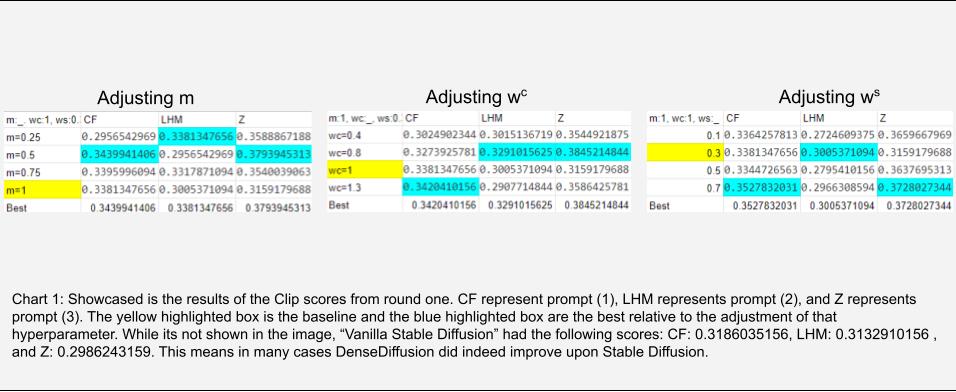 Adjusting m
m:_. wc:1, ws:0. CF LHM Z
m=0.25 0.2956542969 0.3381347656 0.3588867188
m=0.5 0.3439941406 0.2956542969 0.3793945313
m=0.75 0.3395996094 0.3317871094 0.3540039063
m=1 0.3381347656 0.3005371094 0.3159179688
Best 0.3439941406 0.3381347656 0.3793945313
Adjusting wᶜ
m:1, wc:_, ws:0. CF LHM Z
wc=0.4 0.3024902344 0.3015136719 0.3544921875
wc=0.8 0.3273925781 0.3291015625 0.3845214844
wc=1 0.3381347656 0.3005371094 0.3159179688
wc=1.3 0.3420410156 0.2907714844 0.3586425781
Best 0.3420410156 0.3291015625 0.3845214844
Adjusting wˢ
m:1, wc:1, ws:_ CF LHM Z
0.1 0.3364257813 0.2724609375 0.3659667969
0.3 0.3381347656 0.3005371094 0.3159179688
0.5 0.3344726563 0.2795410156 0.3637695313
0.7 0.3527832031 0.2966308594 0.3728027344
Best 0.3527832031 0.3005371094 0.3728027344
Chart 1: Showcased is the results of the Clip scores from round one. CF represent prompt (1), LHM represents prompt (2), and Z represents
prompt (3). The yellow highlighted box is the baseline and the blue highlighted box are the best relative to the adjustment of that
hyperparameter. While its not shown in the image, “Vanilla Stable Diffusion” had the following scores: CF: 0.3186035156, LHM: 0.3132910156 ,
and Z: 0.2986243159. This means in many cases DenseDiffusion did indeed improve upon Stable Diffusion.